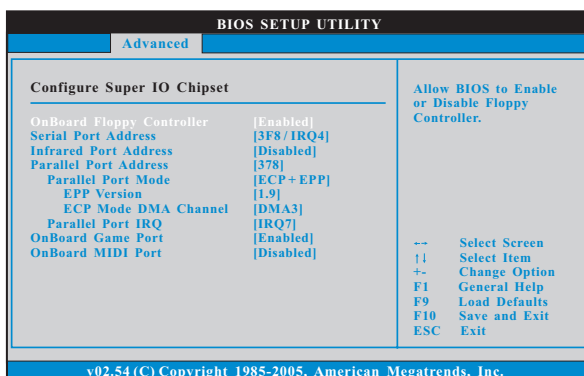 BIOS SETUP UTILITY
Advanced
Configure Super IO Chipset
OnBoard Floppy Controller [Enabled]
Serial Port Address [3F8 / IRQ4]
Infrared Port Address [Disabled]
Parallel Port Address [378]
Parallel Port Mode [ECP + EPP]
EPP Version [1.9]
ECP Mode DMA Channel [DMA3]
Parallel Port IRQ [IRQ7]
OnBoard Game Port [Enabled]
OnBoard MIDI Port [Disabled]
Allow BIOS to Enable
or Disable Floppy
Controller.
←→ Select Screen
↑↓ Select Item
+- Change Option
F1 General Help
F9 Load Defaults
F10 Save and Exit
ESC Exit
v02.54 (C) Copyright 1985-2005, American Megatrends, Inc.